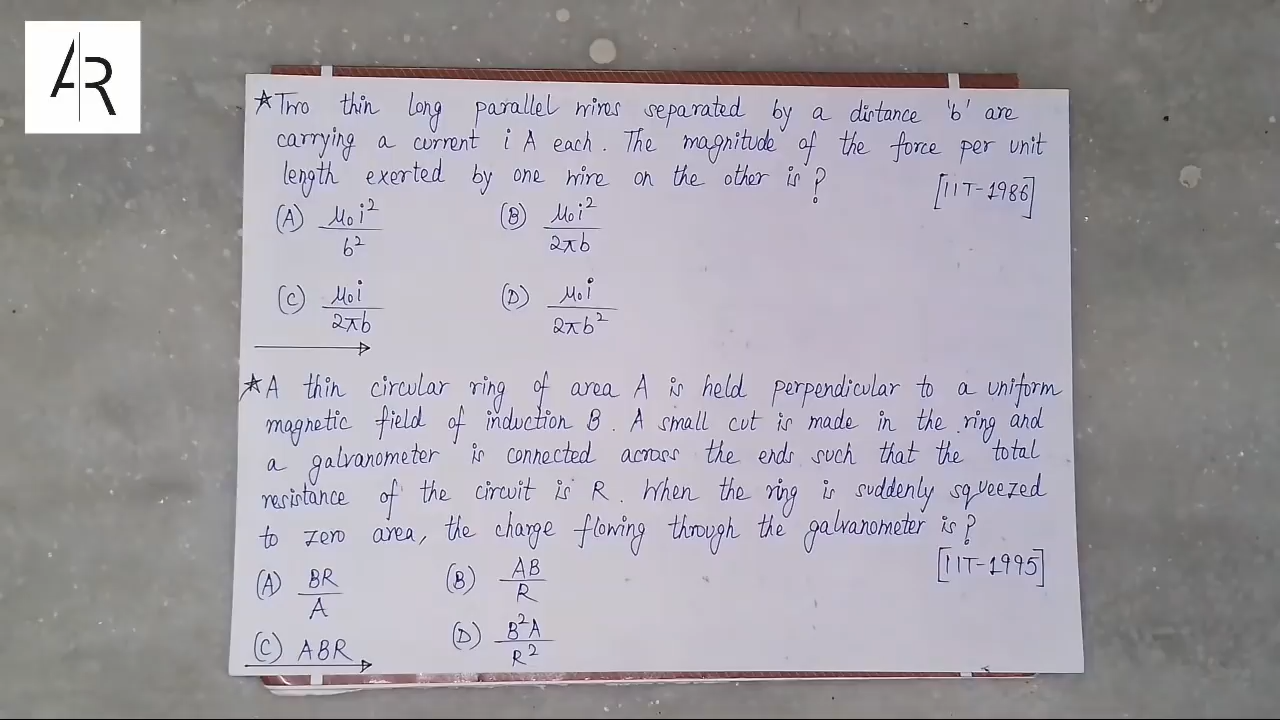 AR
★ Two thin long parallel wires separated by a distance 'b' are
carrying a current i A each. The magnitude of the force per unit
length exerted by one wire on the other is ?
[IIT-1986]
(A) μ₀i²/b² (B) μ₀i²/2πb
(C) μ₀i/2πb (D) μ₀i/2πb²
★ A thin circular ring of area A is held perpendicular to a uniform
magnetic field of induction B. A small cut is made in the ring and
a galvanometer is connected across the ends such that the total
resistance of the circuit is R. When the ring is suddenly squeezed
to zero area, the charge flowing through the galvanometer is ?
[IIT-1995]
(A) BR/A (B) AB/R
(C) ABR (D) B²A/R²